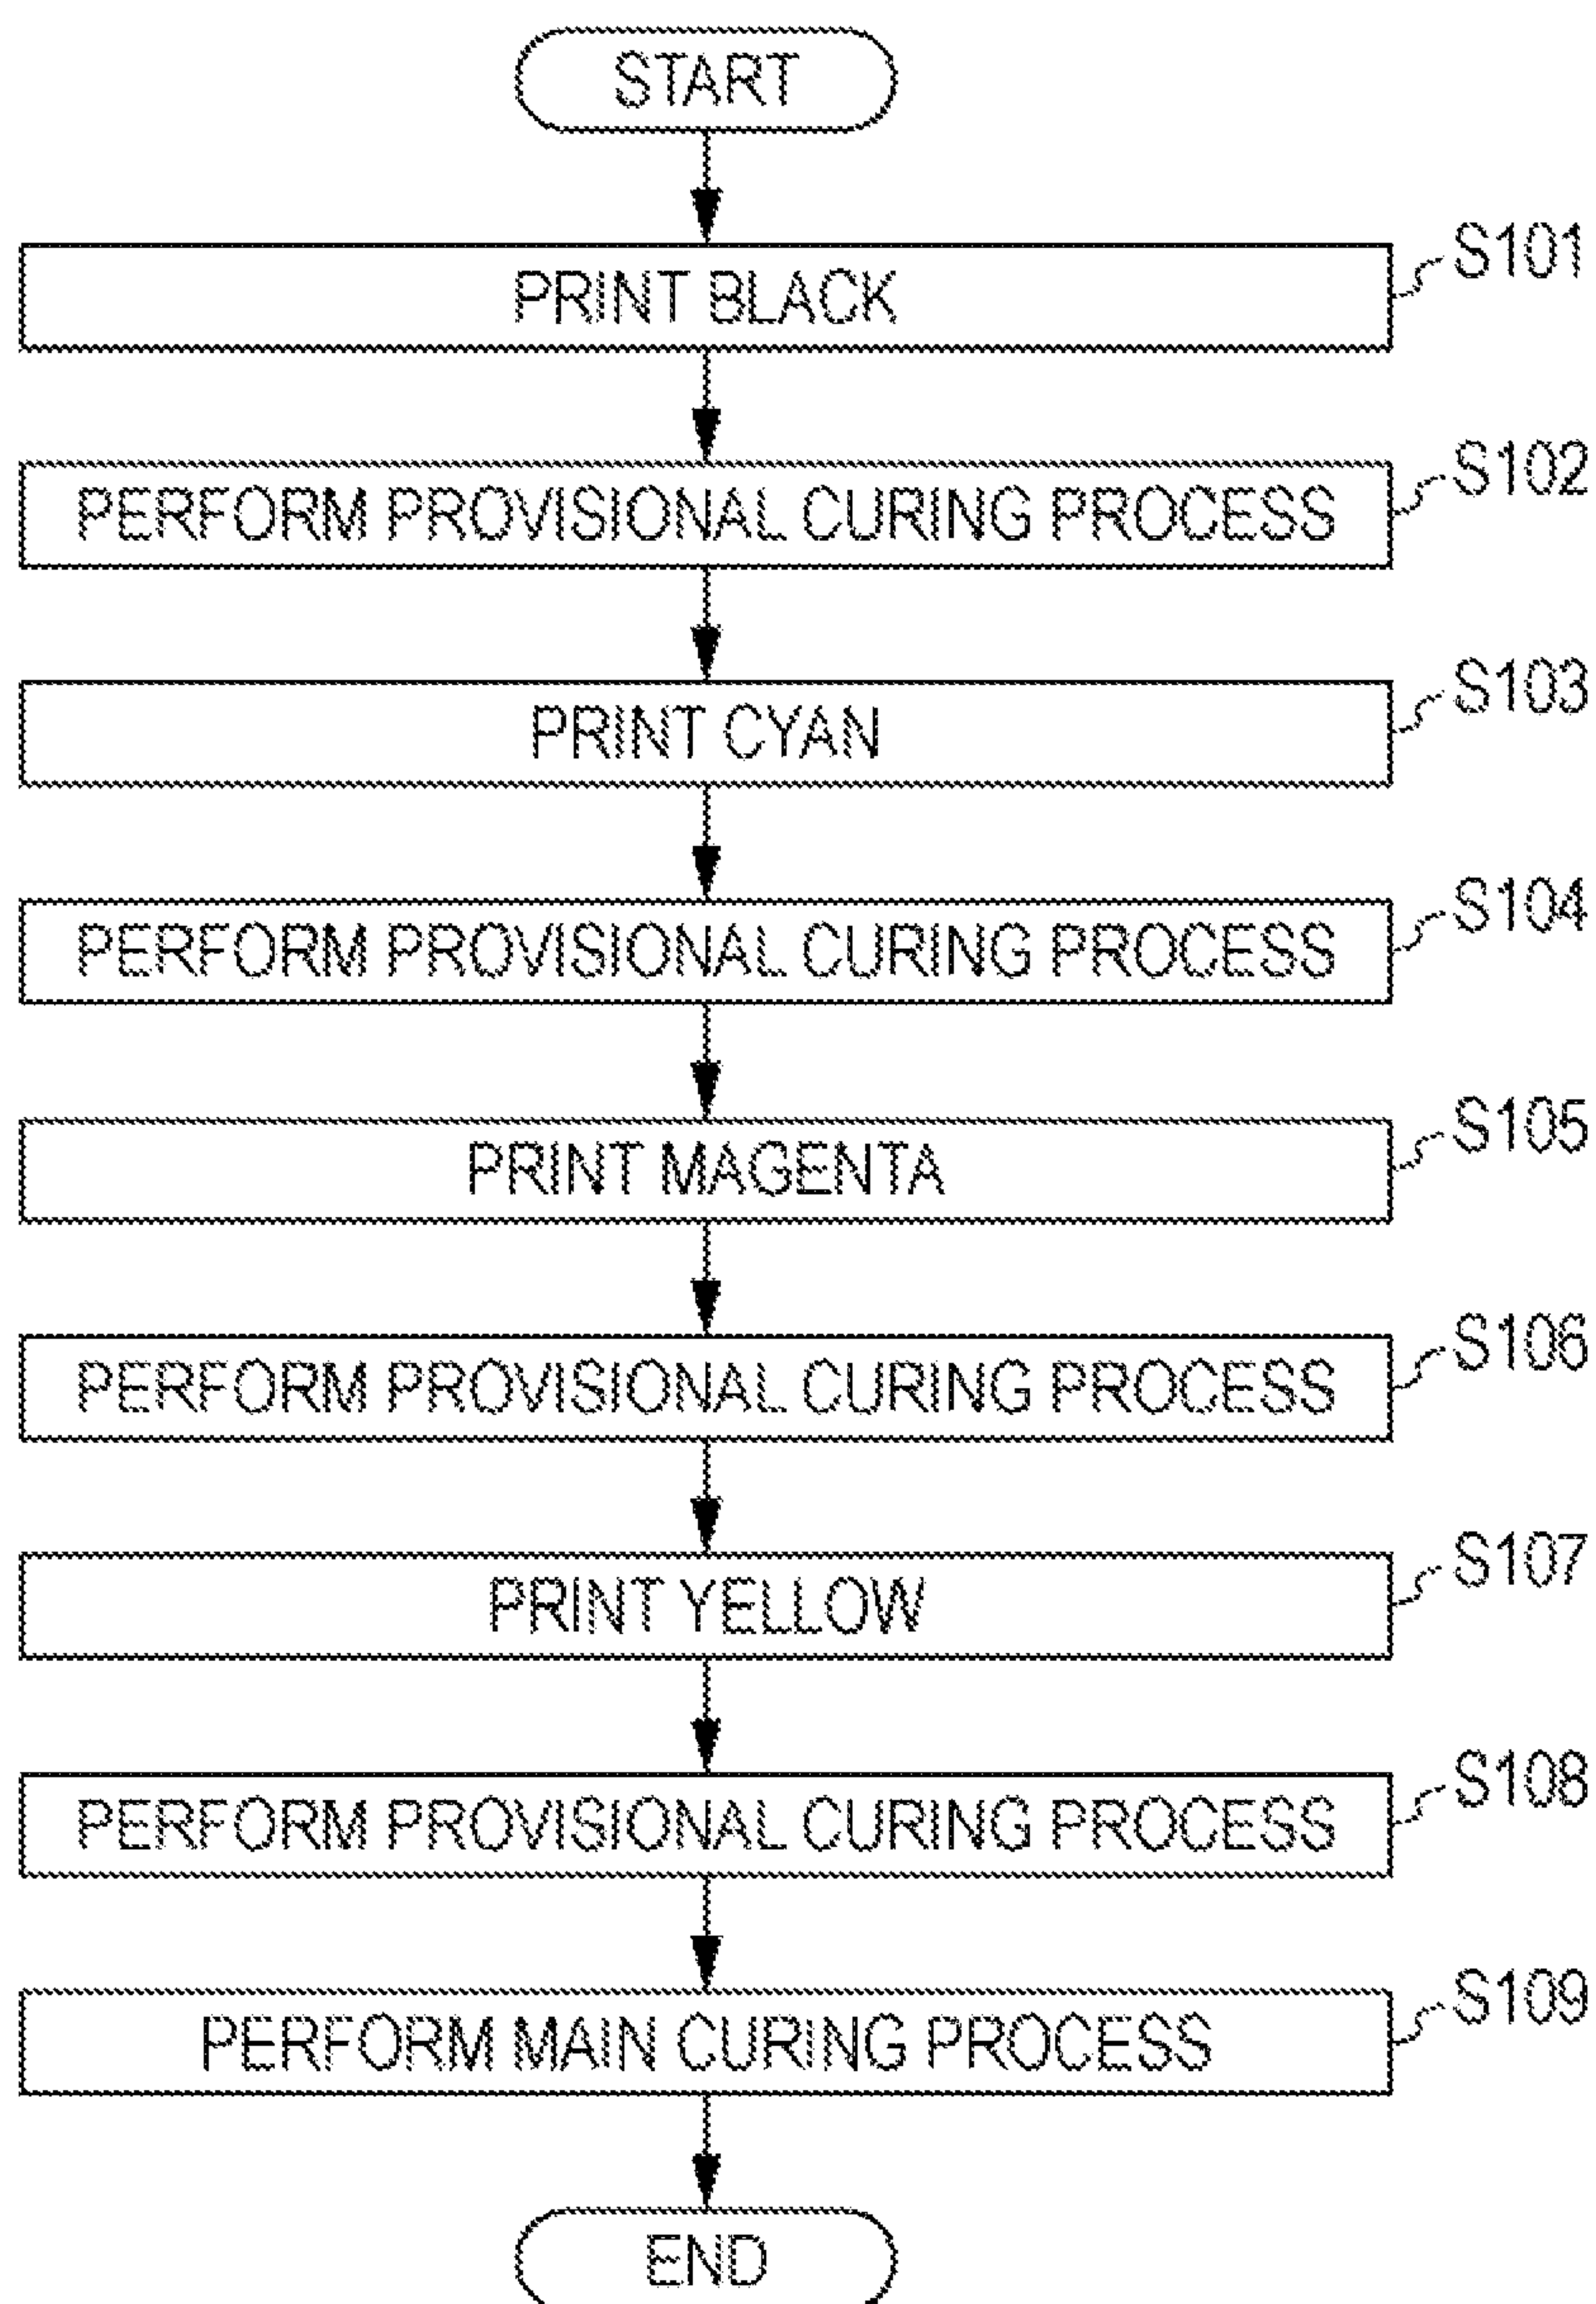 START
PRINT BLACK
S101
PERFORM PROVISIONAL CURING PROCESS
S102
PRINT CYAN
S103
PERFORM PROVISIONAL CURING PROCESS
S104
PRINT MAGENTA
S105
PERFORM PROVISIONAL CURING PROCESS
S106
PRINT YELLOW
S107
PERFORM PROVISIONAL CURING PROCESS
S108
PERFORM MAIN CURING PROCESS
S109
END